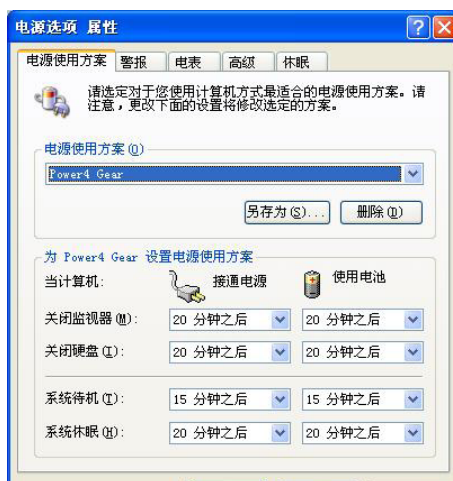 电源选项 属性
电源使用方案 警报 电表 高级 休眠
请选定对于您使用计算机方式最适合的电源使用方案。请
注意，更改下面的设置将修改选定的方案。
电源使用方案(O)
Power4 Gear
另存为(S)... 删除(D)
为 Power4 Gear 设置电源使用方案
当计算机: 接通电源 使用电池
关闭监视器(M): 20 分钟之后 20 分钟之后
关闭硬盘(I): 20 分钟之后 20 分钟之后
系统待机(T): 15 分钟之后 15 分钟之后
系统休眠(H): 20 分钟之后 20 分钟之后